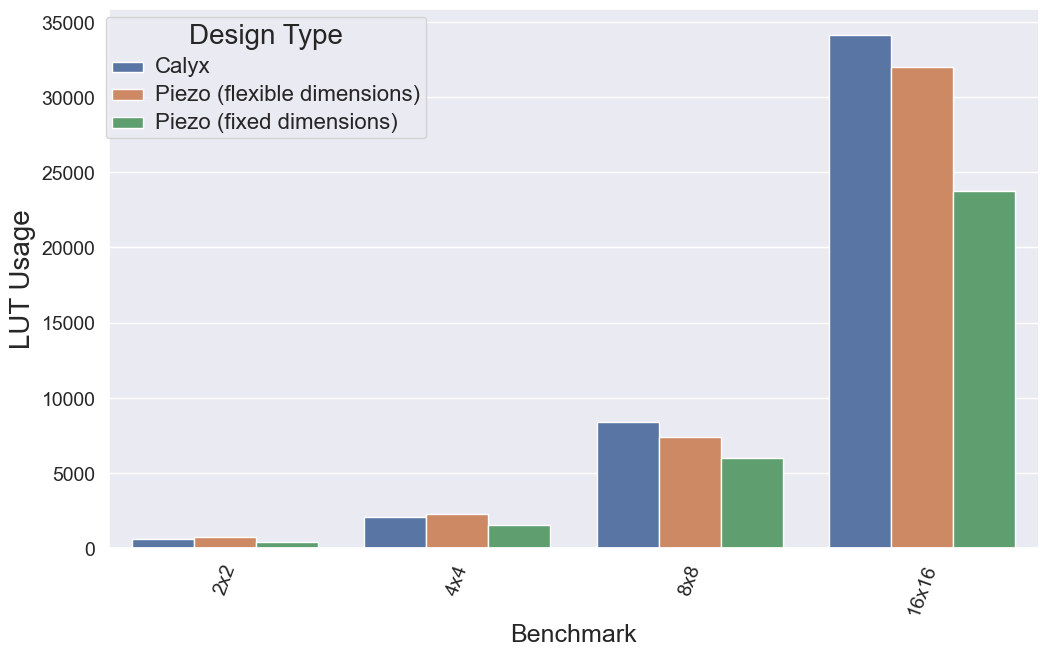 Design Type
Calyx
Piezo (flexible dimensions)
Piezo (fixed dimensions)
LUT Usage
35000
30000
25000
20000
15000
10000
5000
0
2x2
4x4
8x8
16x16
Benchmark